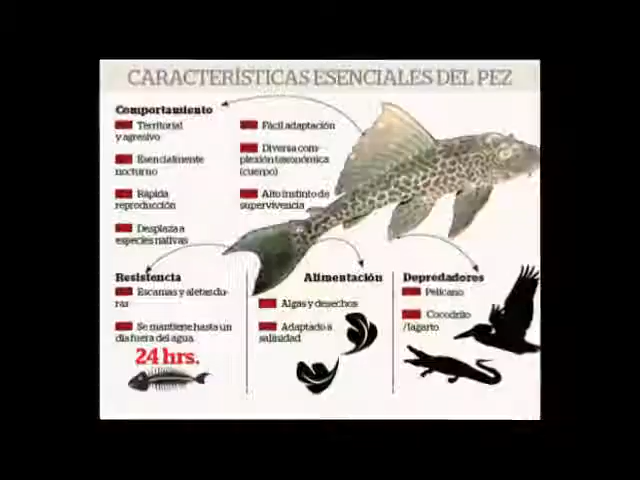 CARACTERÍSTICAS ESENCIALES DEL PEZ
Comportamiento
Territorial
y agresivo
Esencialmente
nocturno
Rápida
reproducción
Desplaza a
especies nativas
Fácil adaptación
Diversa com-
plexión taxonómica
(cuerpo)
Alto instinto de
supervivencia
Resistencia
Escamas y aletas du-
ras
Se mantiene hasta un
día fuera del agua
24 hrs.
Alimentación
Algas y desechos
Adaptado a
salinidad
Depredadores
Pelícano
Cocodrilo
/lagarto